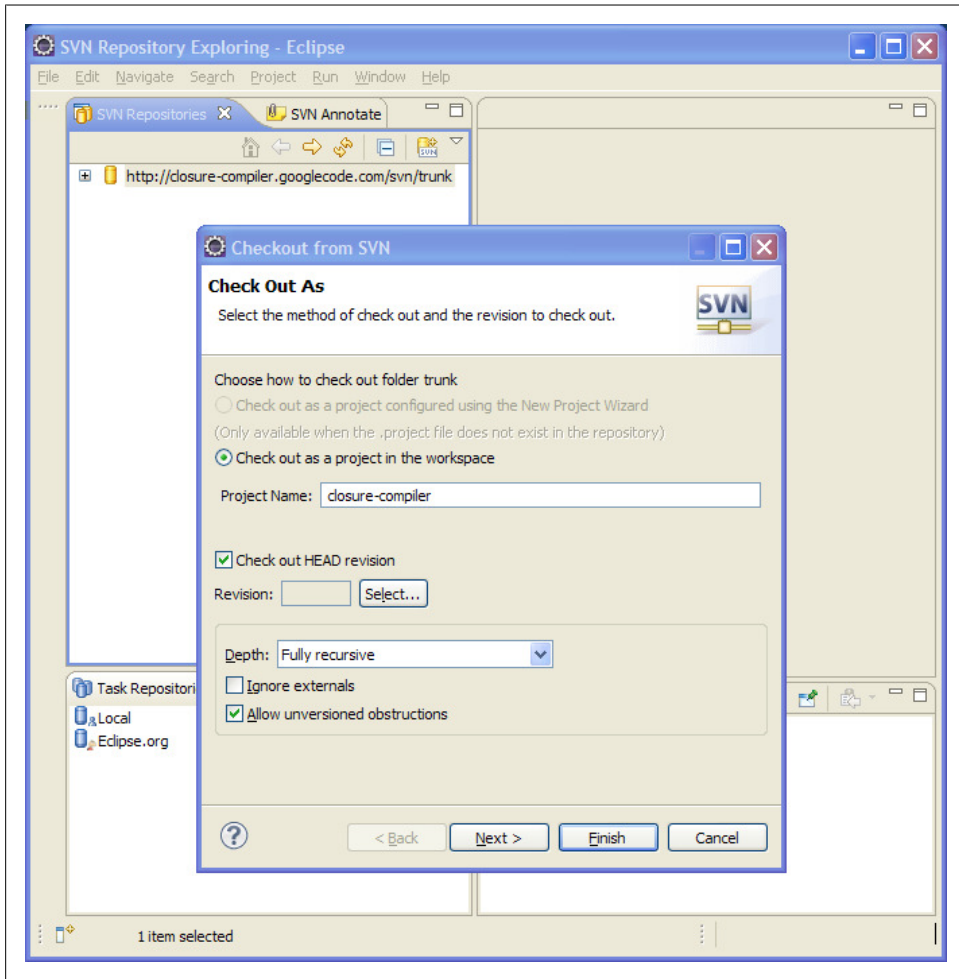 SVN Repository Exploring - Eclipse
File Edit Navigate Search Project Run Window Help
SVN Repositories SVN Annotate
SVN
http://closure-compiler.googlecode.com/svn/trunk
Checkout from SVN
Check Out As
Select the method of check out and the revision to check out.
SVN
Choose how to check out folder trunk
Check out as a project configured using the New Project Wizard
(Only available when the .project file does not exist in the repository)
Check out as a project in the workspace
Project Name: closure-compiler
Check out HEAD revision
Revision: Select...
Depth: Fully recursive
Ignore externals
Allow unversioned obstructions
Task Repositori
Local
Eclipse.org
? < Back Next > Finish Cancel
1 item selected